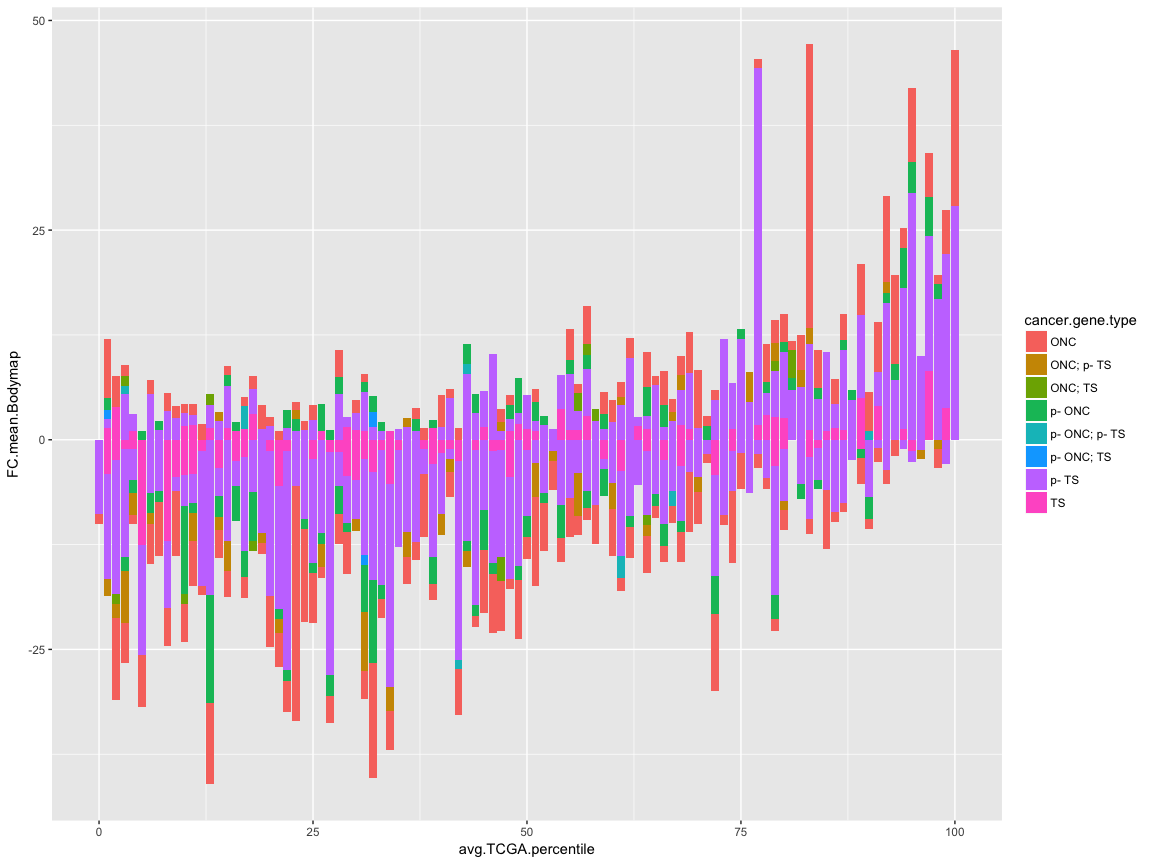 50
25
0
-25
FC.mean.Bodymap
0
25
50
75
100
avg.TCGA.percentile
cancer.gene.type
ONC
ONC; p- TS
ONC; TS
p- ONC
p- ONC; p- TS
p- ONC; TS
p- TS
TS